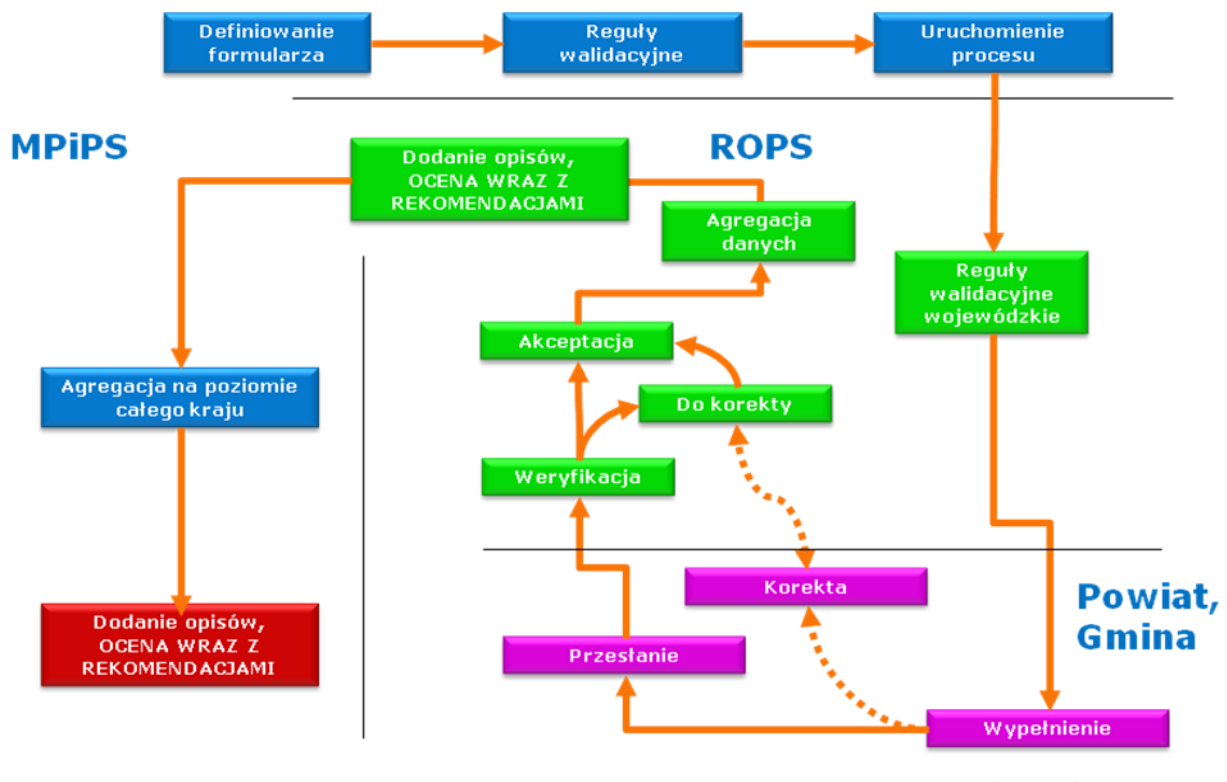 Definiowanie
formularza
Reguły
walidacyjne
Uruchomienie
procesu
MPiPS
ROPS
Dodanie opisów,
OCENA WRAZ Z
REKOMENDACJAMI
Agregacja
danych
Reguły
walidacyjne
wojewódzkie
Akceptacja
Agregacja na poziomie
całego kraju
Do korekty
Weryfikacja
Korekta
Powiat,
Gmina
Dodanie opisów,
OCENA WRAZ Z
REKOMENDACJAMI
Przesłanie
Wypełnienie